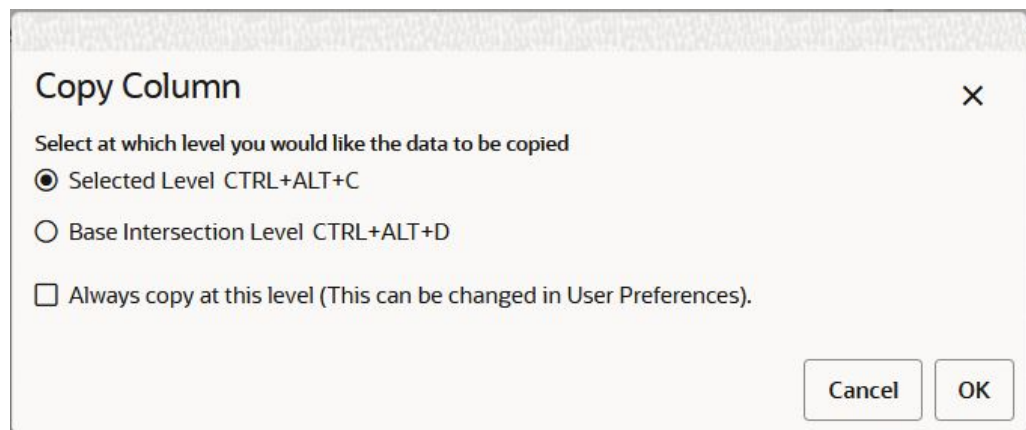 Copy Column
Select at which level you would like the data to be copied
Selected Level CTRL+ALT+C
Base Intersection Level CTRL+ALT+D
Always copy at this level (This can be changed in User Preferences).
Cancel OK